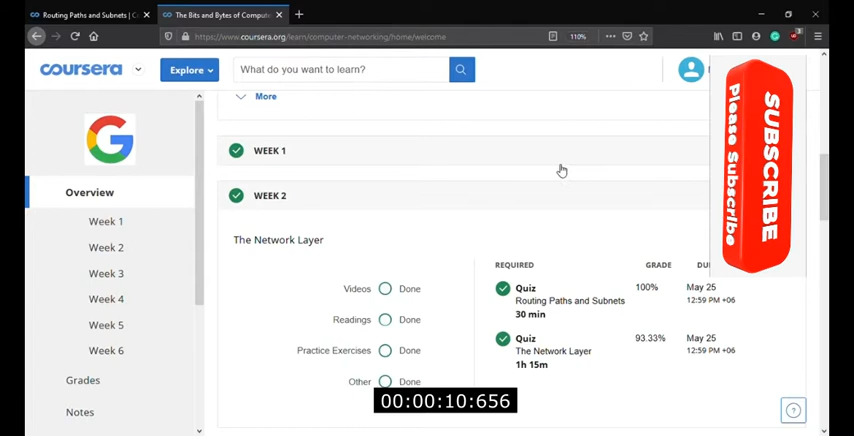 Routing Paths and Subnets | Co
The Bits and Bytes of Compute
https://www.coursera.org/learn/computer-networking/home/welcome
110%
coursera
Explore
What do you want to learn?
More
WEEK 1
WEEK 2
Overview
Week 1
Week 2
Week 3
Week 4
Week 5
Week 6
Grades
Notes
The Network Layer
Videos Done
Readings Done
Practice Exercises Done
Other Done
REQUIRED GRADE DU
Quiz 100% May 25
Routing Paths and Subnets 12:59 PM +06
30 min
Quiz 93.33% May 25
The Network Layer 12:59 PM +06
1h 15m
SUBSCRIBE
Please Subscribe
00:00:10:656